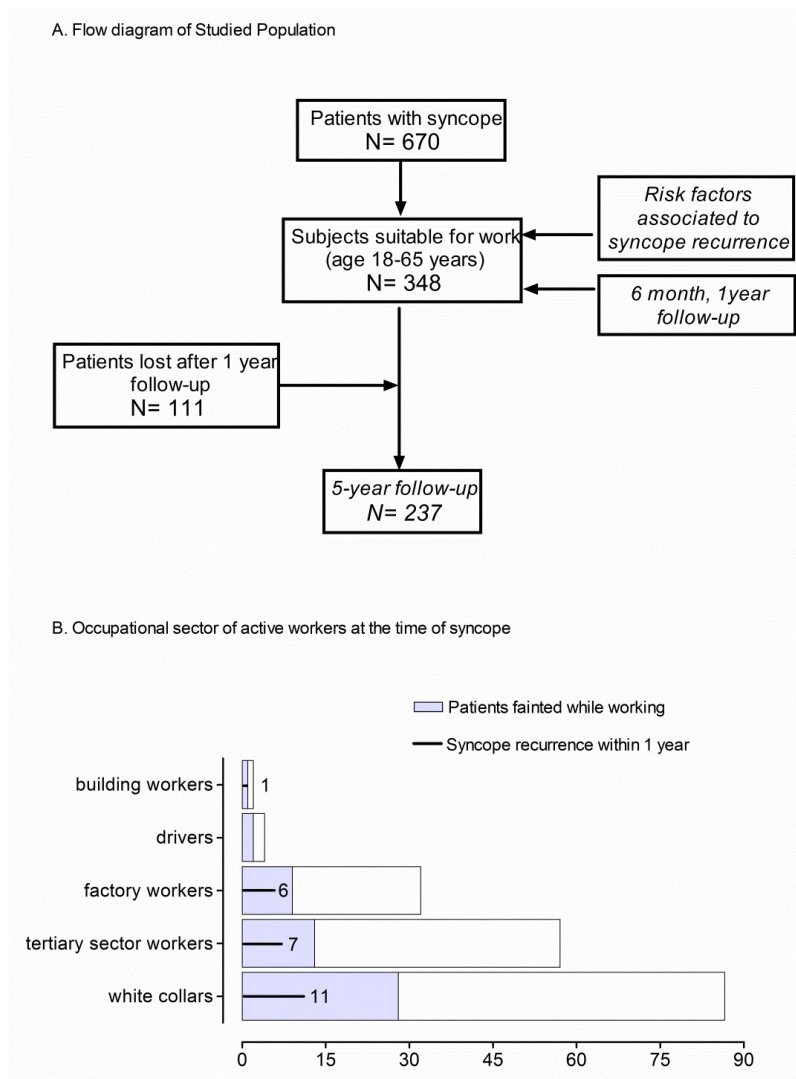 A. Flow diagram of Studied Population
Patients with syncope
N= 670
Risk factors
associated to
syncope recurrence
Subjects suitable for work
(age 18-65 years)
N= 348
6 month, 1year
follow-up
Patients lost after 1 year
follow-up
N= 111
5-year follow-up
N= 237
B. Occupational sector of active workers at the time of syncope
Patients fainted while working
Syncope recurrence within 1 year
building workers 1
drivers
factory workers 6
tertiary sector workers 7
white collars 11
0 15 30 45 60 75 90